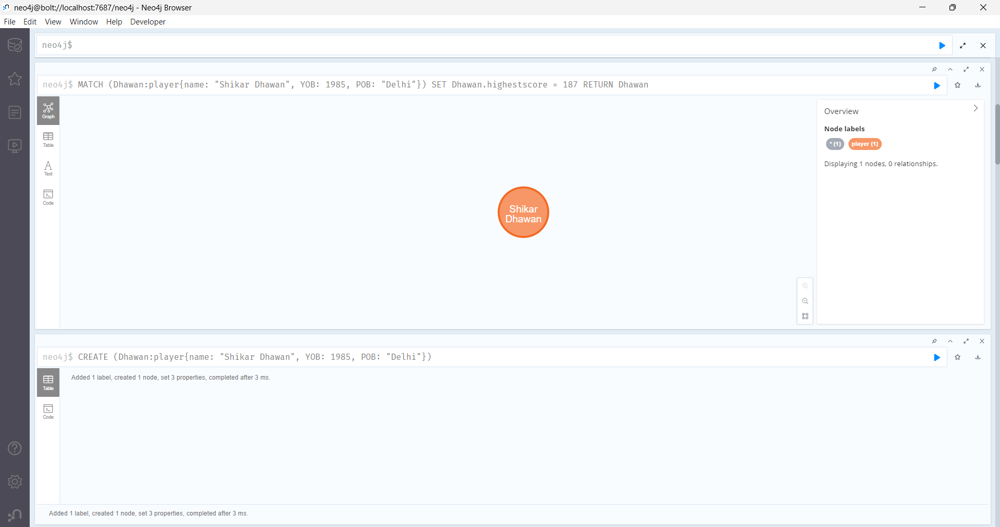 neo4j@bolt://localhost:7687/neo4j - Neo4j Browser
File Edit View Window Help Developer
neo4j$
neo4j$ MATCH (Dhawan:player{name: "Shikar Dhawan", YOB: 1985, POB: "Delhi"}) SET Dhawan.highestscore = 187 RETURN Dhawan
Graph
Table
Text
Code
Shikar
Dhawan
Overview
Node labels
* (1) player (1)
Displaying 1 nodes, 0 relationships.
neo4j$ CREATE (Dhawan:player{name: "Shikar Dhawan", YOB: 1985, POB: "Delhi"})
Table
Code
Added 1 label, created 1 node, set 3 properties, completed after 3 ms.
Added 1 label, created 1 node, set 3 properties, completed after 3 ms.